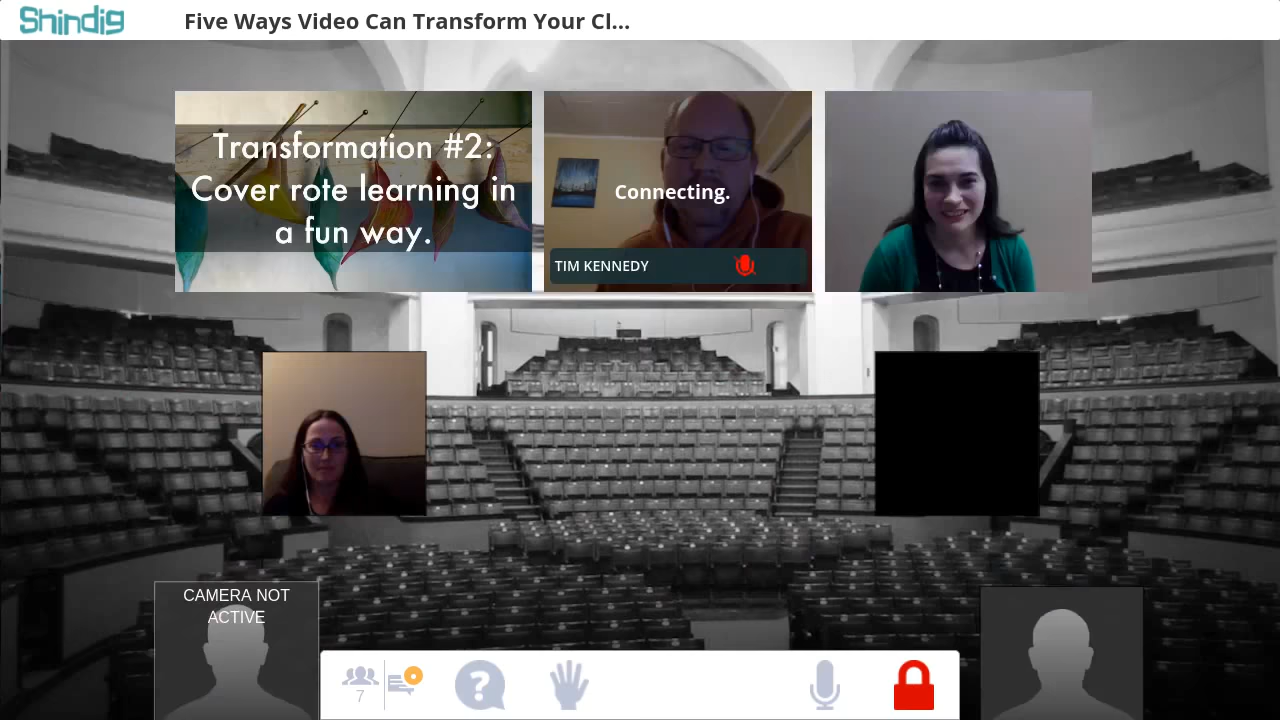 Shindig
Five Ways Video Can Transform Your Cl...
Transformation #2:
Cover rote learning in
a fun way.
Connecting.
TIM KENNEDY
CAMERA NOT
ACTIVE
7
?